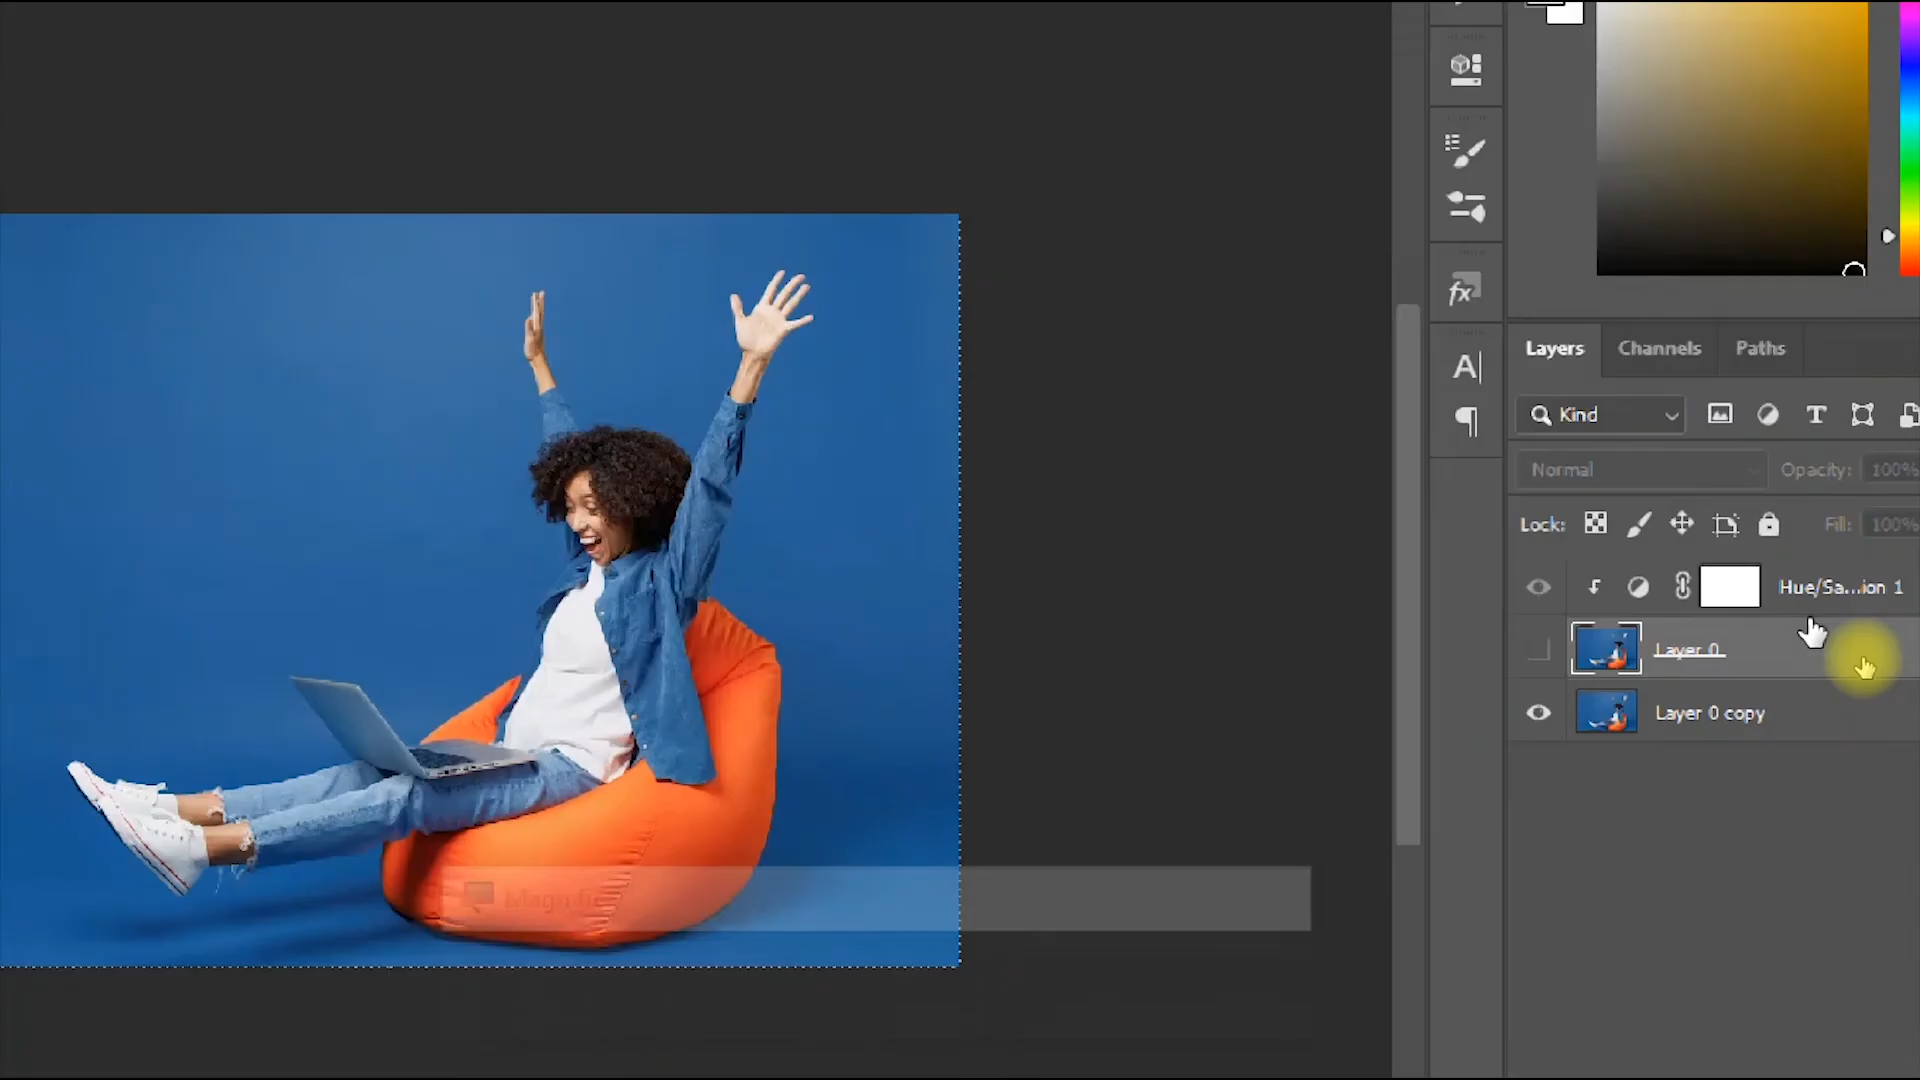 Layers Channels Paths
Kind
Normal Opacity: 100%
Lock: Fill: 100%
Hue/Sa...ion 1
Layer 0
Layer 0 copy
fx
A|
T